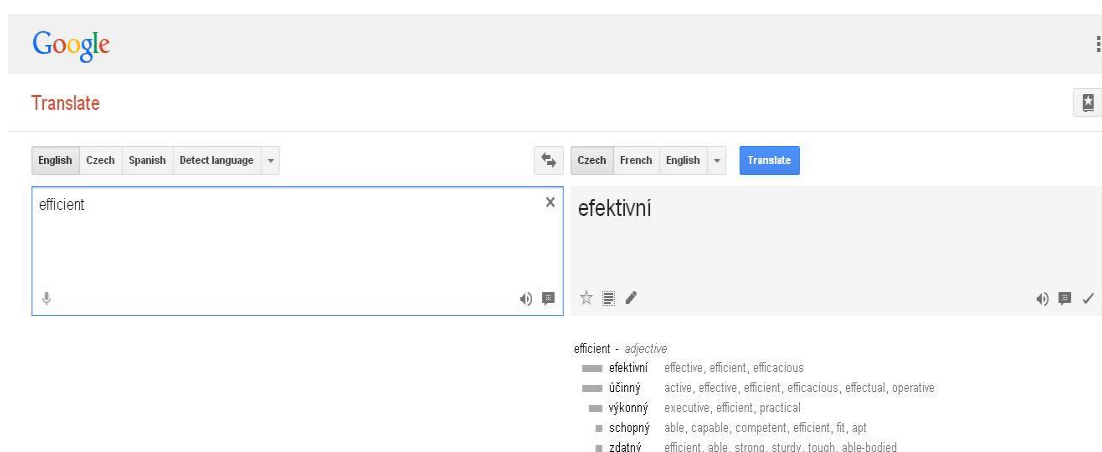 Google
Translate
English Czech Spanish Detect language Czech French English Translate
efficient efektivní
efficient - adjective
efektivní effective, efficient, efficacious
účinný active, effective, efficient, efficacious, effectual, operative
výkonný executive, efficient, practical
schopný able, capable, competent, efficient, fit, apt
zdatný efficient, able, strong, sturdy, tough, able-bodied